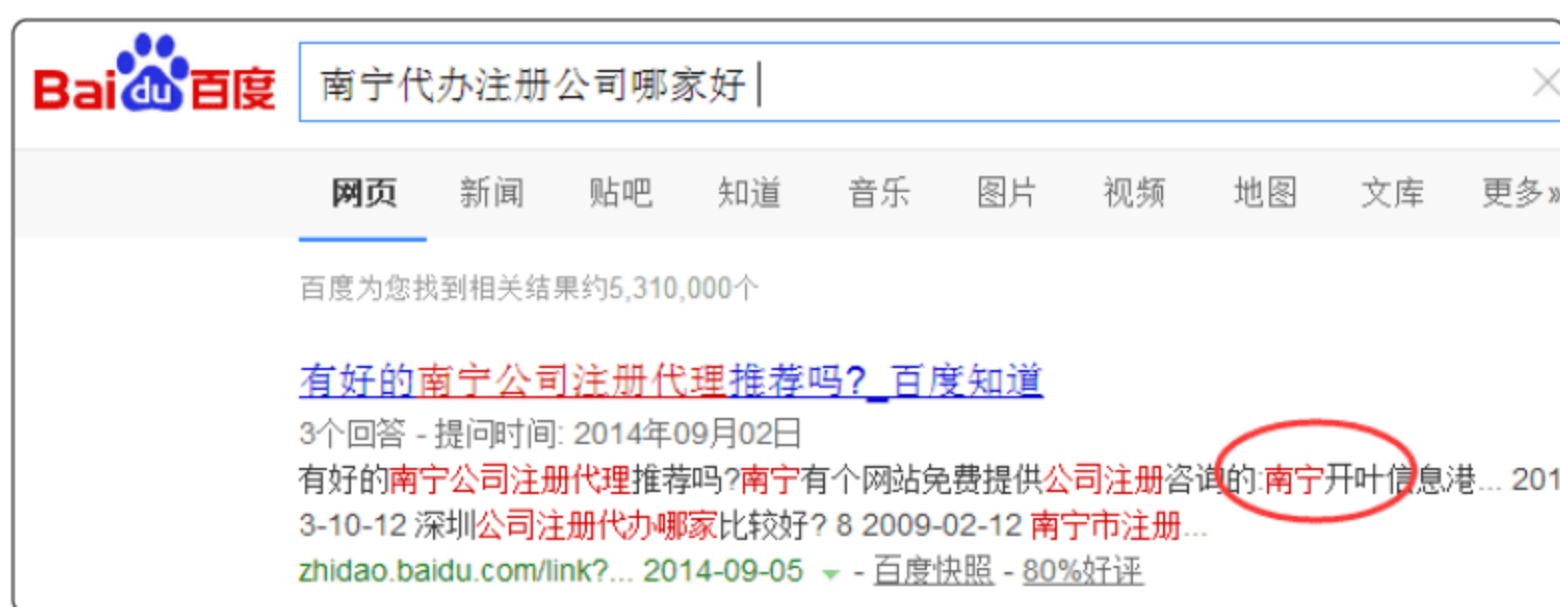 Bai du 百度
南宁代办注册公司哪家好
网页 新闻 贴吧 知道 音乐 图片 视频 地图 文库 更多»
百度为您找到相关结果约5,310,000个
有好的南宁公司注册代理推荐吗?_百度知道
3个回答 - 提问时间: 2014年09月02日
有好的南宁公司注册代理推荐吗?南宁有个网站免费提供公司注册咨询的:南宁开叶信息港... 201
3-10-12 深圳公司注册代办哪家比较好? 8 2009-02-12 南宁市注册...
zhidao.baidu.com/link?... 2014-09-05 - 百度快照 - 80%好评